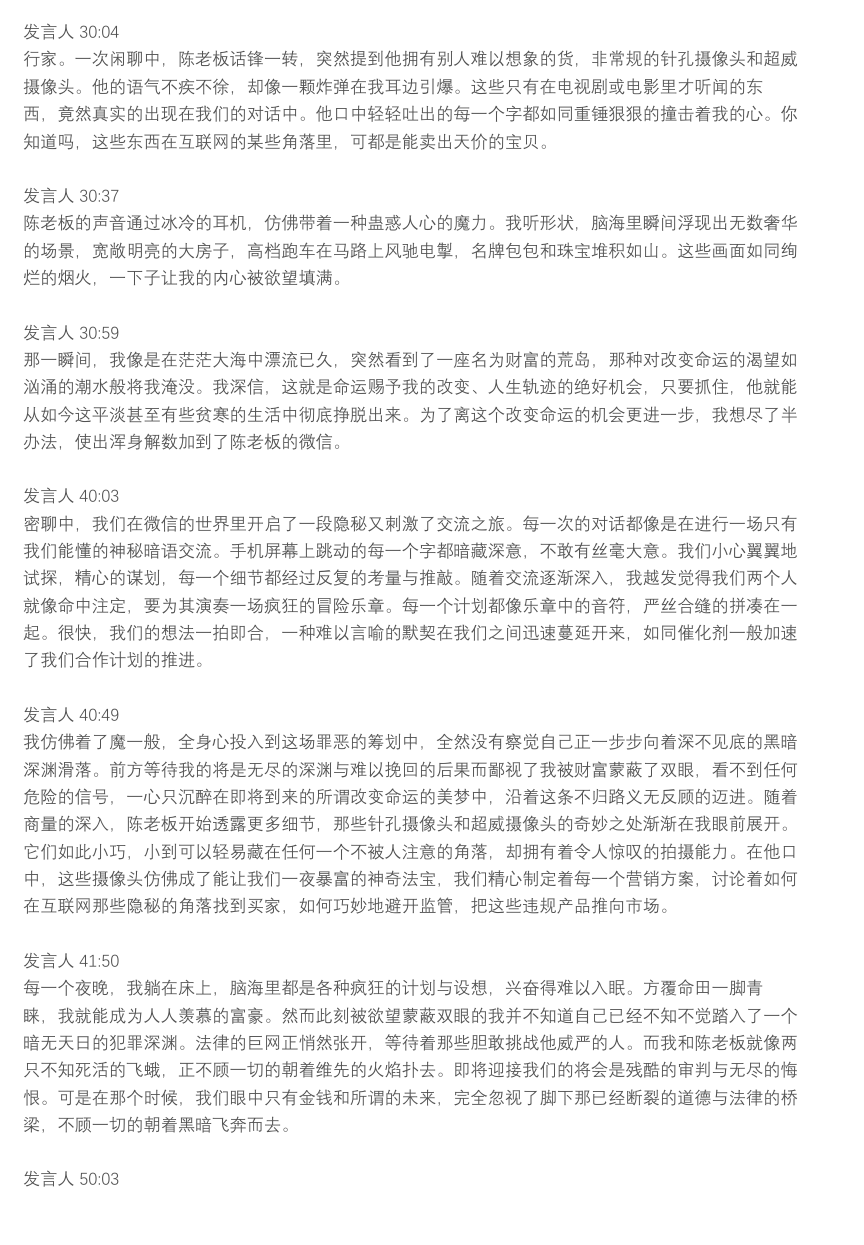 发言人 30:04
行家。一次闲聊中，陈老板话锋一转，突然提到他拥有别人难以想象的货，非常规的针孔摄像头和超威
摄像头。他的语气不疾不徐，却像一颗炸弹在我耳边引爆。这些只有在电视剧或电影里才听闻的东
西，竟然真实的出现在我们的对话中。他口中轻轻吐出的每一个字都如同重锤狠狠的撞击着我的心。你
知道吗，这些东西在互联网的某些角落里，可都是能卖出天价的宝贝。
发言人 30:37
陈老板的声音通过冰冷的耳机，仿佛带着一种蛊惑人心的魔力。我听形状，脑海里瞬间浮现出无数奢华
的场景，宽敞明亮的大房子，高档跑车在马路上风驰电掣，名牌包包和珠宝堆积如山。这些画面如同绚
烂的烟火，一下子让我的内心被欲望填满。
发言人 30:59
那一瞬间，我像是在茫茫大海中漂流已久，突然看到了一座名为财富的荒岛，那种对改变命运的渴望如
汹涌的潮水般将我淹没。我深信，这就是命运赐予我的改变、人生轨迹的绝好机会，只要抓住，他就能
从如今这平淡甚至有些贫寒的生活中彻底挣脱出来。为了离这个改变命运的机会更进一步，我想尽了半
办法，使出浑身解数加到了陈老板的微信。
发言人 40:03
密聊中，我们在微信的世界里开启了一段隐秘又刺激了交流之旅。每一次的对话都像是在进行一场只有
我们能懂的神秘暗语交流。手机屏幕上跳动的每一个字都暗藏深意，不敢有丝毫大意。我们小心翼翼地
试探，精心的谋划，每一个细节都经过反复的考量与推敲。随着交流逐渐深入，我越发觉得我们两个人
就像命中注定，要为其演奏一场疯狂的冒险乐章。每一个计划都像乐章中的音符，严丝合缝的拼凑在一
起。很快，我们的想法一拍即合，一种难以言喻的默契在我们之间迅速蔓延开来，如同催化剂一般加速
了我们合作计划的推进。
发言人 40:49
我仿佛着了魔一般，全身心投入到这场罪恶的筹划中，全然没有察觉自己正一步步向着深不见底的黑暗
深渊滑落。前方等待我的将是无尽的深渊与难以挽回的后果而鄙视了我被财富蒙蔽了双眼，看不到任何
危险的信号，一心只沉醉在即将到来的所谓改变命运的美梦中，沿着这条不归路义无反顾的迈进。随着
商量的深入，陈老板开始透露更多细节，那些针孔摄像头和超威摄像头的奇妙之处渐渐在我眼前展开。
它们如此小巧，小到可以轻易藏在任何一个不被人注意的角落，却拥有着令人惊叹的拍摄能力。在他口
中，这些摄像头仿佛成了能让我们一夜暴富的神奇法宝，我们精心制定着每一个营销方案，讨论着如何
在互联网那些隐秘的角落找到买家，如何巧妙地避开监管，把这些违规产品推向市场。
发言人 41:50
每一个夜晚，我躺在床上，脑海里都是各种疯狂的计划与设想，兴奋得难以入眠。方覆命田一脚青
睐，我就能成为人人羡慕的富豪。然而此刻被欲望蒙蔽双眼的我并不知道自己已经不知不觉踏入了一个
暗无天日的犯罪深渊。法律的巨网正悄然张开，等待着那些胆敢挑战他威严的人。而我和陈老板就像两
只不知死活的飞蛾，正不顾一切的朝着维先的火焰扑去。即将迎接我们的将会是残酷的审判与无尽的悔
恨。可是在那个时候，我们眼中只有金钱和所谓的未来，完全忽视了脚下那已经断裂的道德与法律的桥
梁，不顾一切的朝着黑暗飞奔而去。
发言人 50:03